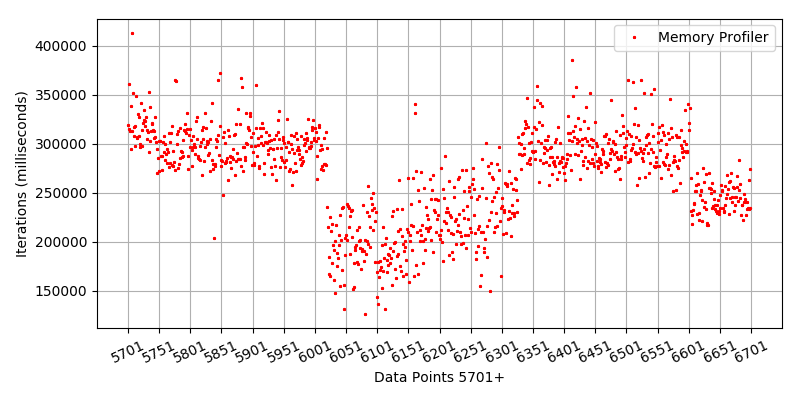 Memory Profiler
400000
350000
300000
250000
200000
150000
Iterations (milliseconds)
5701 5751 5801 5851 5901 5951 6001 6051 6101 6151 6201 6251 6301 6351 6401 6451 6501 6551 6601 6651 6701
Data Points 5701+